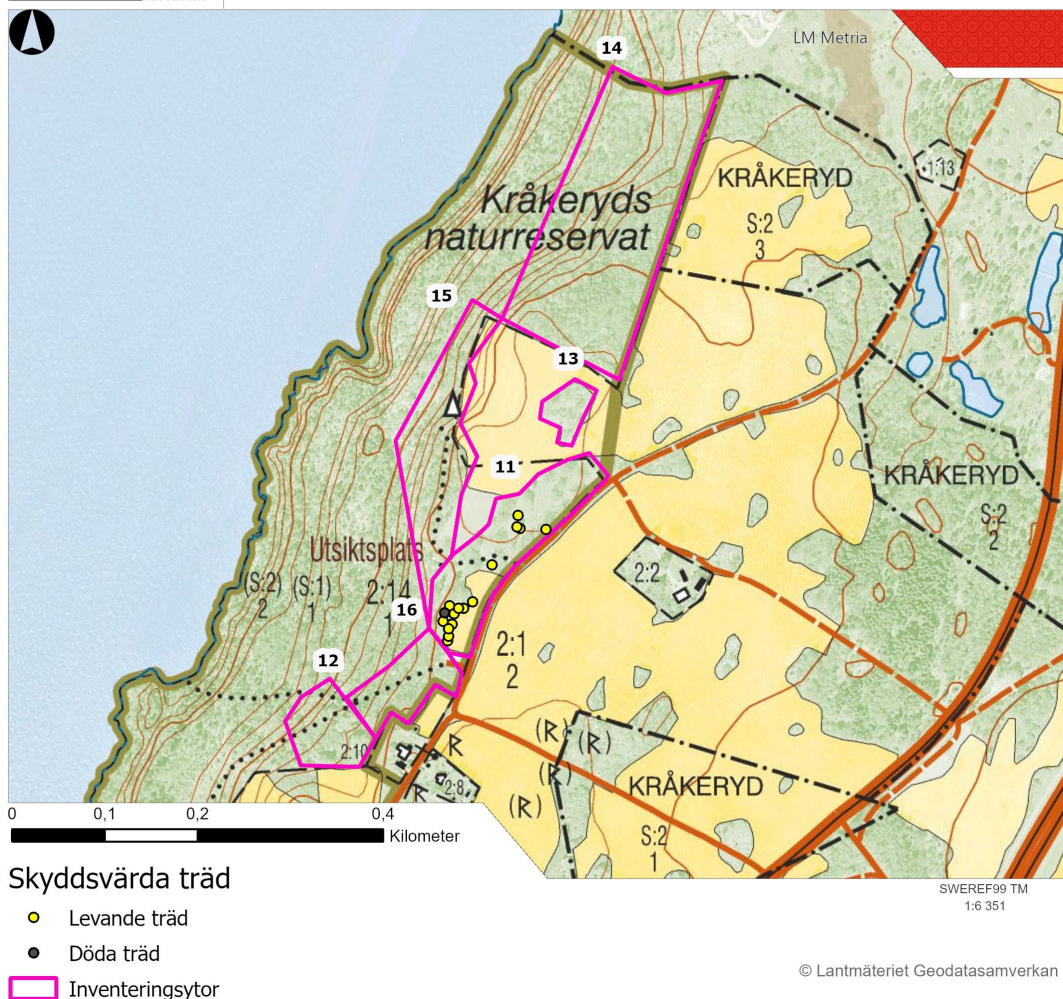 14
LM Metria
KRÅKERYD
1:13
Kråkeryds
naturreservat
S:2
3
15
13
11
KRÅKERYD
S:2
2
Utsiktsplats
(S:2)
2
(S:1)
1
2:14
1
2:2
16
12
2:1
2
2:10
R
(R)
(R)
(R)
2:8
R
(R)
KRÅKERYD
S:2
1
0 0,1 0,2 0,4
Kilometer
Skyddsvärda träd
SWEREF99 TM
1:6 351
Levande träd
Döda träd
© Lantmäteriet Geodatasamverkan
Inventeringsytor